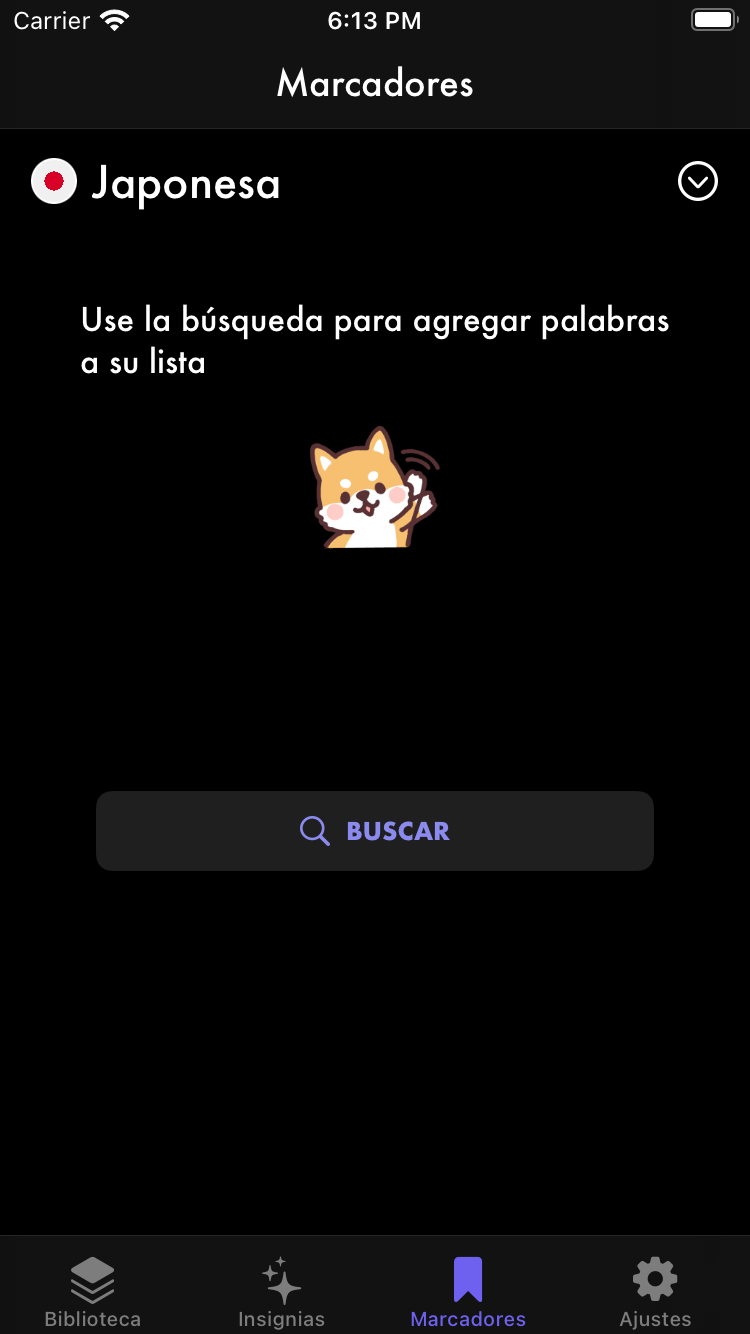 Carrier 6:13 PM
Marcadores
Japonesa
Use la búsqueda para agregar palabras
a su lista
BUSCAR
Biblioteca Insignias Marcadores Ajustes